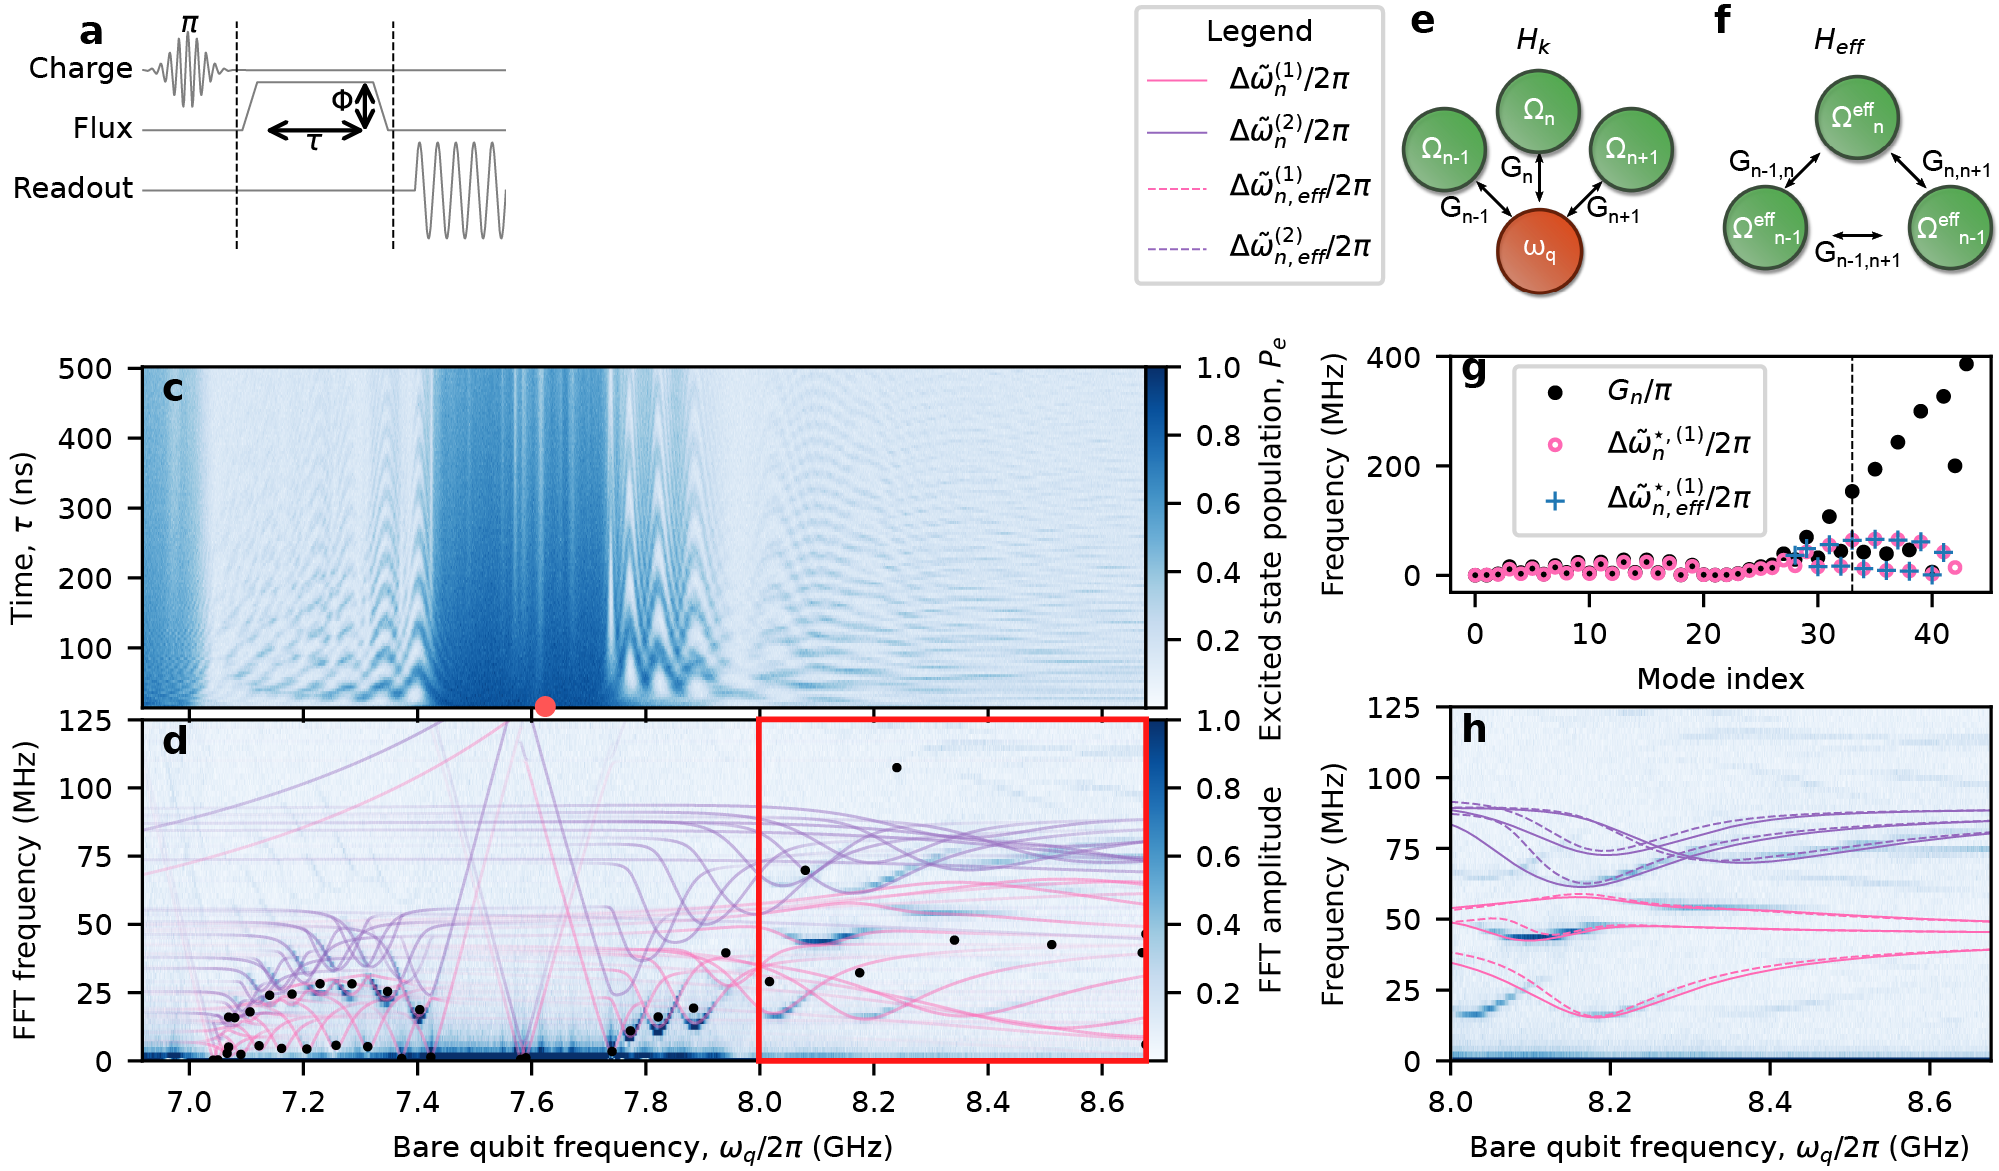 a
π
Charge
Φ
Flux
τ
Readout
Legend
Δω̃ₙ⁽¹⁾/2π
Δω̃ₙ⁽²⁾/2π
Δω̃⁽¹⁾n, eff/2π
Δω̃⁽²⁾n, eff/2π
e
Hk
Ωn
Ωn-1
Ωn+1
Gn
Gn-1
Gn+1
ωq
f
Heff
Ωeffn
Gn-1,n
Gn,n+1
Ωeffn-1
Ωeffn-1
Gn-1,n+1
c
500
400
300
200
100
Time, τ (ns)
1.0
0.8
0.6
0.4
0.2
Excited state population, Pe
d
125
100
75
50
25
0
FFT frequency (MHz)
7.0
7.2
7.4
7.6
7.8
8.0
8.2
8.4
8.6
Bare qubit frequency, ωq/2π (GHz)
1.0
0.8
0.6
0.4
0.2
FFT amplitude
g
400
200
0
Frequency (MHz)
Gn/π
Δω̃n⋆, (1)/2π
Δω̃n, eff⋆, (1)/2π
0
10
20
30
40
Mode index
h
125
100
75
50
25
0
Frequency (MHz)
8.0
8.2
8.4
8.6
Bare qubit frequency, ωq/2π (GHz)